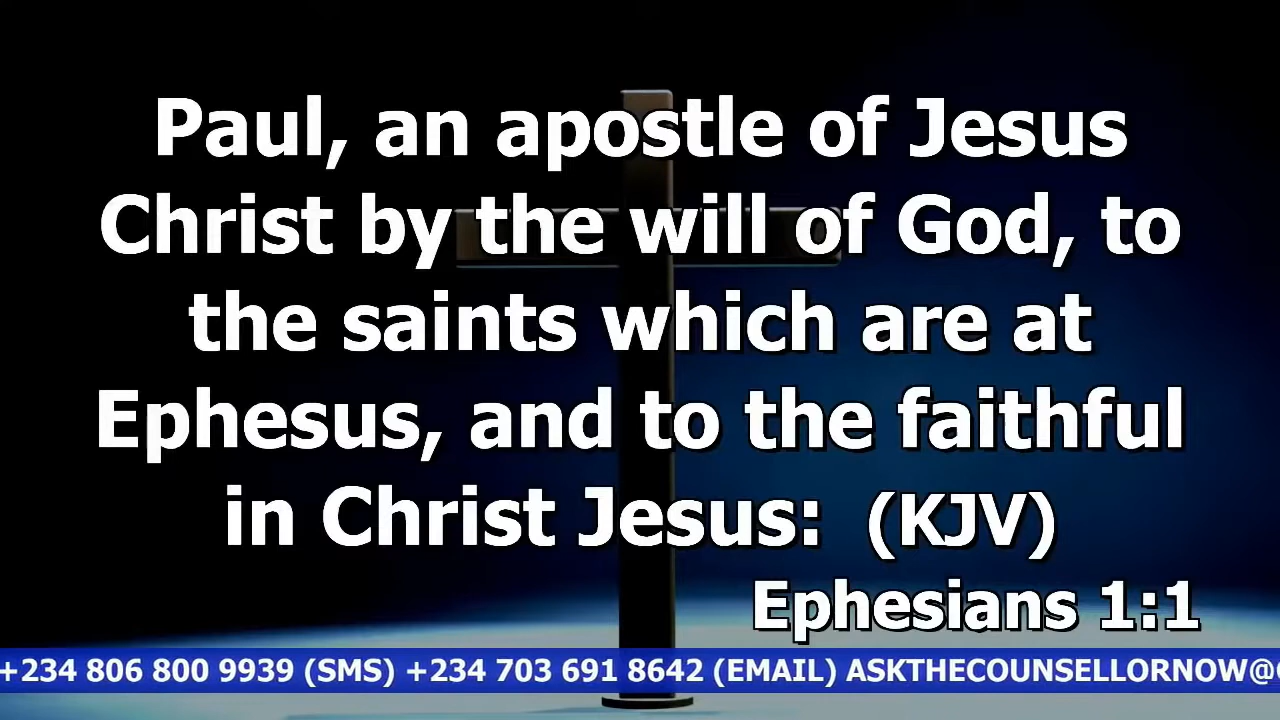 Paul, an apostle of Jesus
Christ by the will of God, to
the saints which are at
Ephesus, and to the faithful
in Christ Jesus: (KJV)
Ephesians 1:1
+234 806 800 9939 (SMS) +234 703 691 8642 (EMAIL) ASKTHECOUNSELLORNOW@